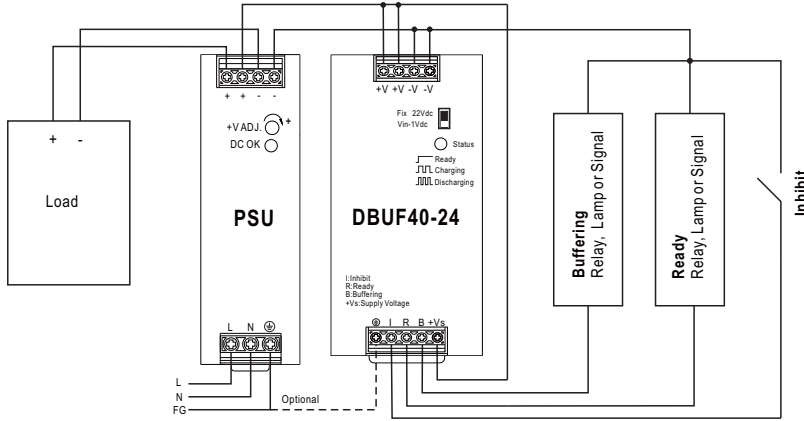 + + - -
+V ADJ.
+
DC OK
PSU
L N
+V +V -V -V
Fix 22Vdc
Vin-1Vdc
Status
Ready
Charging
Discharging
DBUF40-24
I:Inhibit
R:Ready
B:Buffering
+Vs:Supply Voltage
I R B +Vs
+ -
Load
L
N
FG
Optional
Buffering
Relay, Lamp or Signal
Ready
Relay, Lamp or Signal
Inhibit